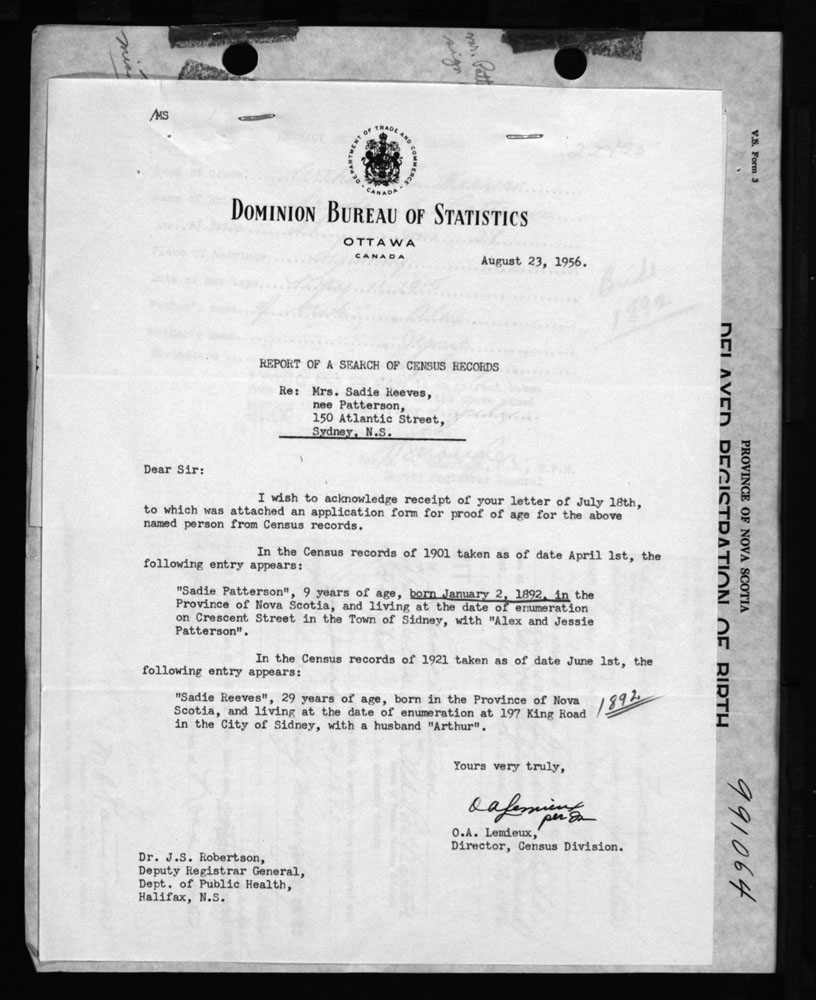 /MS
DEPARTMENT OF TRADE AND COMMERCE
CANADA
DOMINION BUREAU OF STATISTICS
OTTAWA
CANADA
August 23, 1956.
REPORT OF A SEARCH OF CENSUS RECORDS
Re: Mrs. Sadie Reeves,
nee Patterson,
150 Atlantic Street,
Sydney, N.S.
Dear Sir:
I wish to acknowledge receipt of your letter of July 18th,
to which was attached an application form for proof of age for the above
named person from Census records.
In the Census records of 1901 taken as of date April 1st, the
following entry appears:
"Sadie Patterson", 9 years of age, born January 2, 1892, in the
Province of Nova Scotia, and living at the date of enumeration
on Crescent Street in the Town of Sidney, with "Alex and Jessie
Patterson".
In the Census records of 1921 taken as of date June 1st, the
following entry appears:
"Sadie Reeves", 29 years of age, born in the Province of Nova
Scotia, and living at the date of enumeration at 197 King Road
in the City of Sidney, with a husband "Arthur".
1892
Yours very truly,
O A Lemieux
per
O.A. Lemieux,
Director, Census Division.
Dr. J.S. Robertson,
Deputy Registrar General,
Dept. of Public Health,
Halifax, N.S.
V.S. Form 3
PROVINCE OF NOVA SCOTIA
DELAYED REGISTRATION OF BIRTH
991064